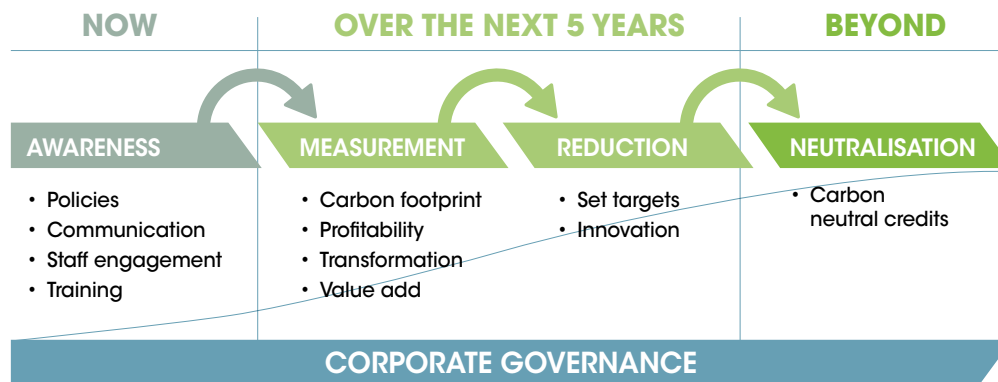 NOW
OVER THE NEXT 5 YEARS
BEYOND
AWARENESS
MEASUREMENT
REDUCTION
NEUTRALISATION
• Policies
• Communication
• Staff engagement
• Training
• Carbon footprint
• Profitability
• Transformation
• Value add
• Set targets
• Innovation
• Carbon
neutral credits
CORPORATE GOVERNANCE